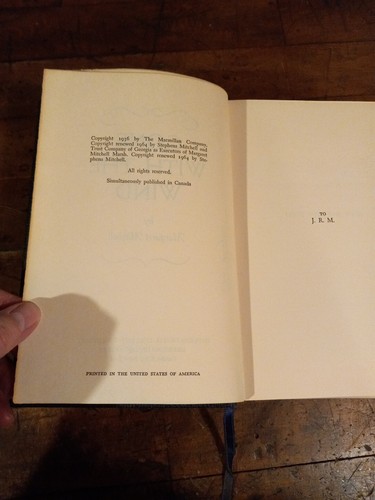 Copyright 1936 by The Macmillan Company.
Copyright renewed 1964 by Stephens Mitchell and
Trust Company of Georgia as Executors of Margaret
Mitchell Marsh. Copyright renewed 1964 by Ste-
phens Mitchell.
All rights reserved.
Simultaneously published in Canada
PRINTED IN THE UNITED STATES OF AMERICA
TO
J. R. M.